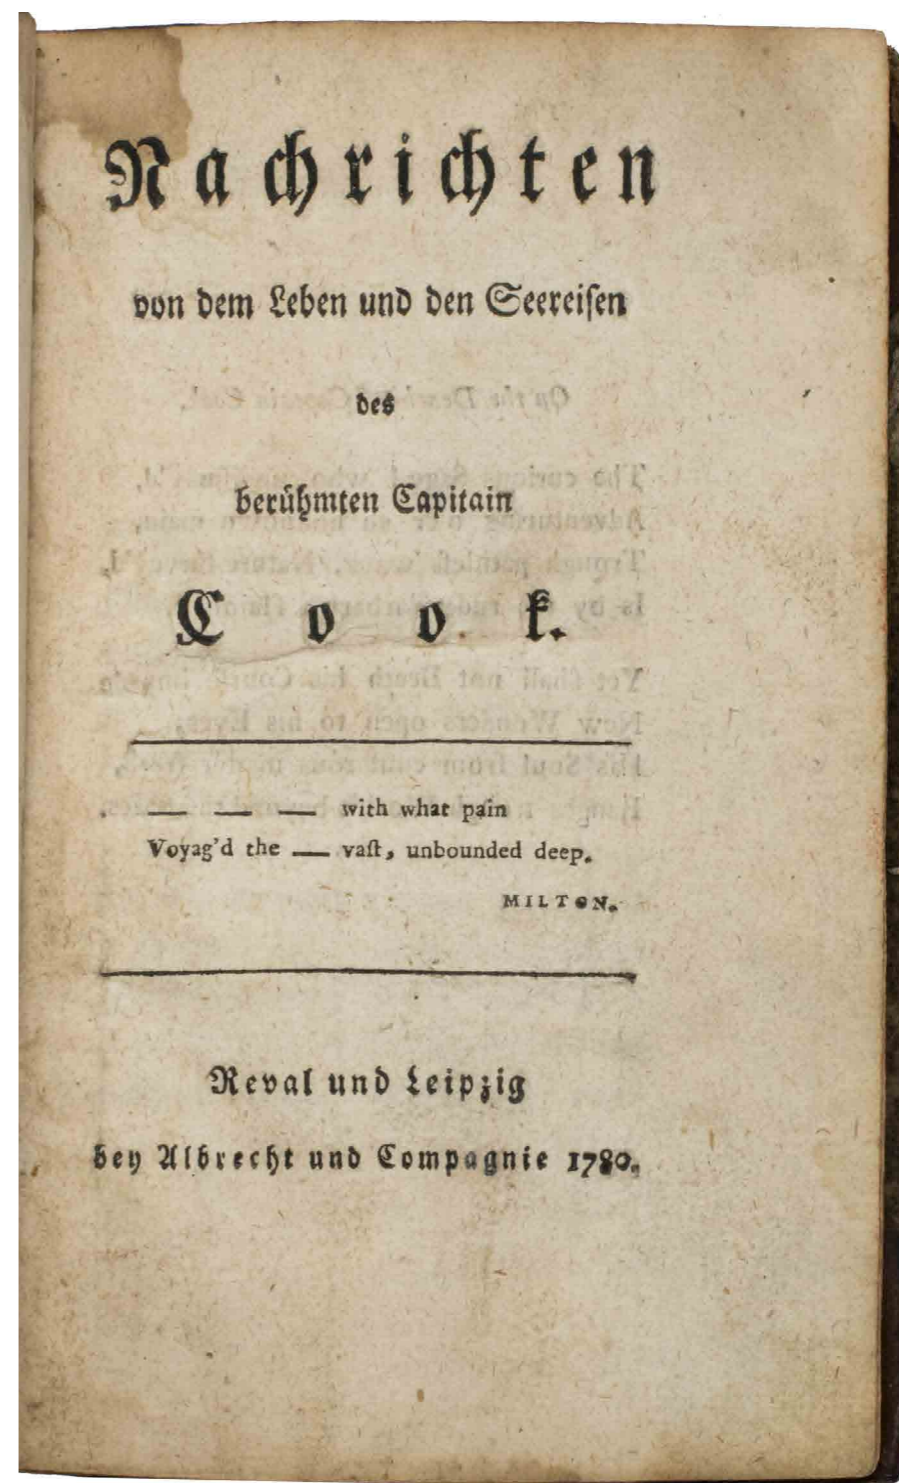 Nachrichten
von dem Leben und den Seereiſen
des
berühmten Capitain
Cook.
— — — with what pain
Voyag'd the — vaſt, unbounded deep.
MILTON.
Reval und Leipzig
bey Albrecht und Compagnie 1780.